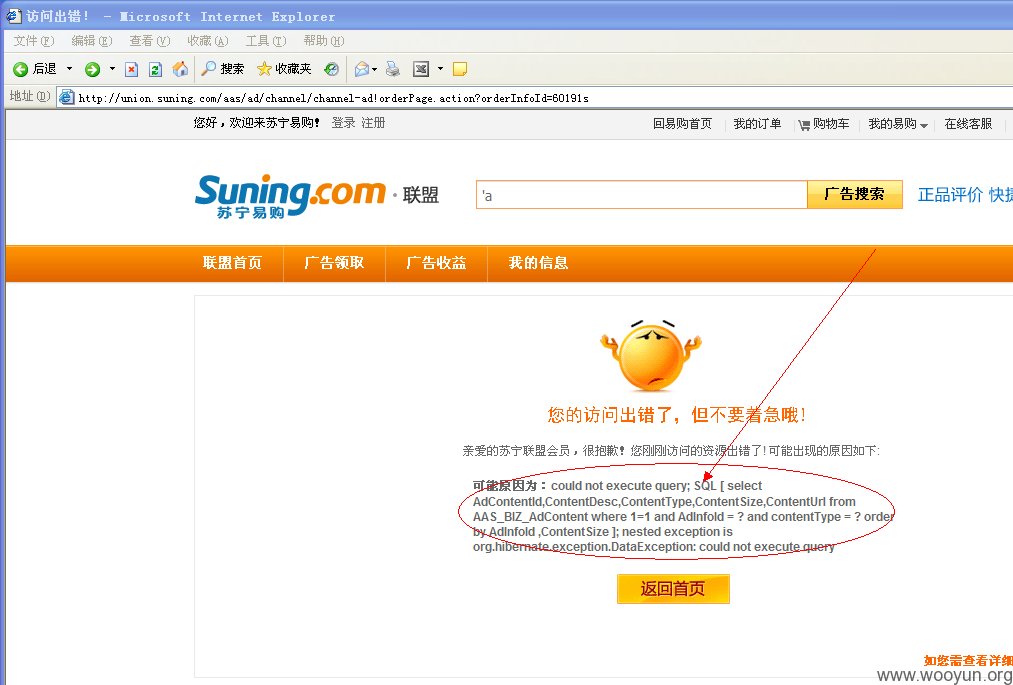 访问出错! - Microsoft Internet Explorer
文件(F) 编辑(E) 查看(V) 收藏(A) 工具(T) 帮助(H)
后退 搜索 收藏夹
地址(D) http://union.suning.com/aas/ad/channel/channel-ad!orderPage.action?orderInfoId=60191s
您好，欢迎来苏宁易购! 登录 注册 回易购首页 我的订单 购物车 我的易购 在线客服
Suning.com · 联盟
苏宁易购
'a 广告搜索 正品评价 快捷
联盟首页 广告领取 广告收益 我的信息
您的访问出错了，但不要着急哦!
亲爱的苏宁联盟会员，很抱歉! 您刚刚访问的资源出错了!可能出现的原因如下:
可能原因为：could not execute query; SQL [ select
AdContentId,ContentDesc,ContentType,ContentSize,ContentUrl from
AAS_BIZ_AdContent where 1=1 and AdInfoId = ? and contentType = ? order
by AdInfoId ,ContentSize ]; nested exception is
org.hibernate.exception.DataException: could not execute query
返回首页
如您需查看详细
www.wooyun.org